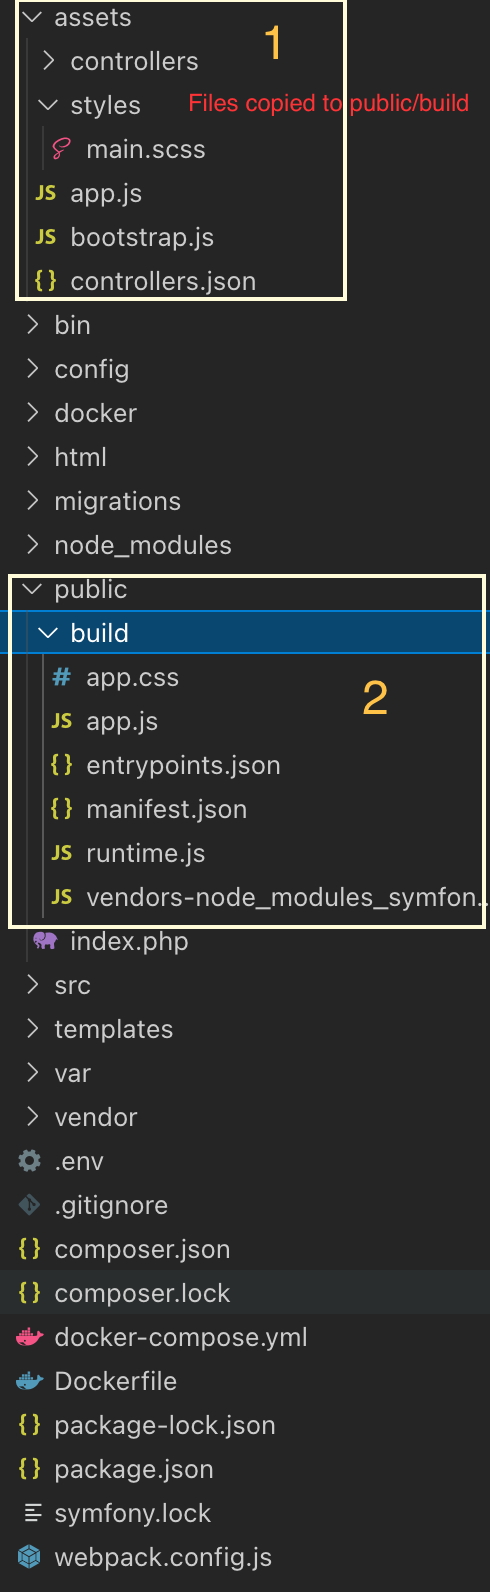 assets
1
controllers
styles
Files copied to public/build
main.scss
JS app.js
JS bootstrap.js
{} controllers.json
bin
config
docker
html
migrations
node_modules
public
build
# app.css
2
JS app.js
{} entrypoints.json
{} manifest.json
JS runtime.js
JS vendors-node_modules_symfon...
index.php
src
templates
var
vendor
.env
.gitignore
{} composer.json
{} composer.lock
docker-compose.yml
Dockerfile
{} package-lock.json
{} package.json
symfony.lock
webpack.config.js